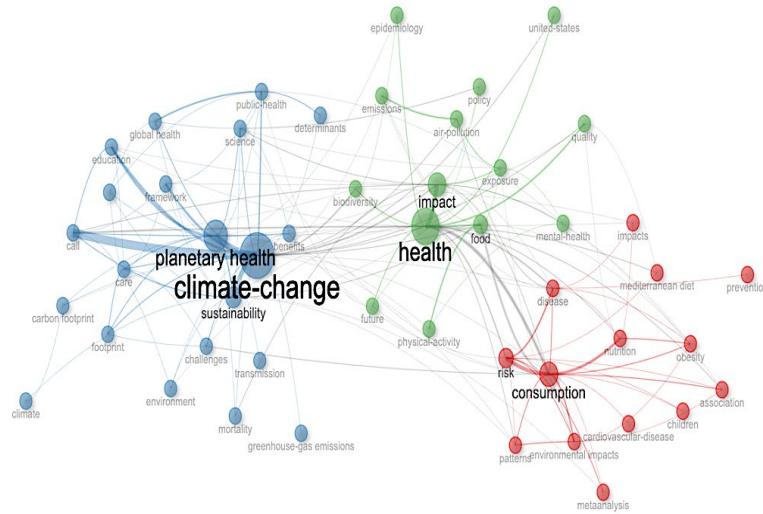 epidemiology
united-states
public-health
emissions
policy
global health
science
determinants
air-pollution
quality
education
framework
biodiversity
impact
exposure
call
benefits
health
food
mental-health
impacts
planetary health
climate-change
sustainability
care
mediterranean diet
preventio
disease
carbon footprint
footprint
future
physical-activity
challenges
transmission
risk
nutrition
obesity
consumption
climate
environment
association
mortality
children
greenhouse-gas emissions
cardiovascular-disease
patterns
environmental impacts
metaanalysis